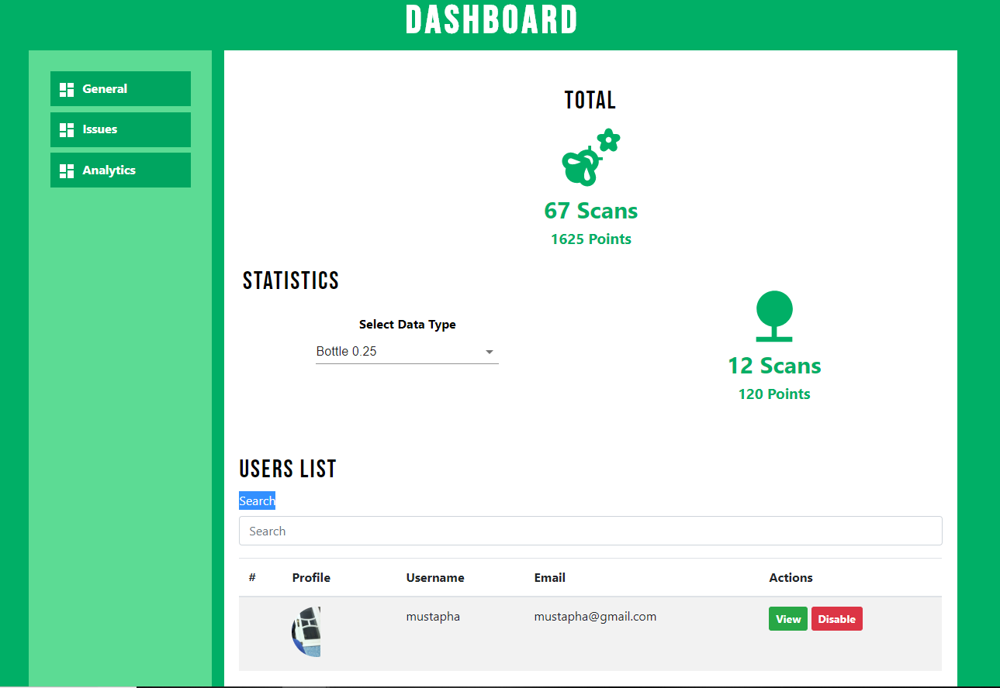 DASHBOARD
General
Issues
Analytics
TOTAL
67 Scans
1625 Points
STATISTICS
Select Data Type
Bottle 0.25
12 Scans
120 Points
USERS LIST
Search
Search
# Profile Username Email Actions
mustapha mustapha@gmail.com View Disable